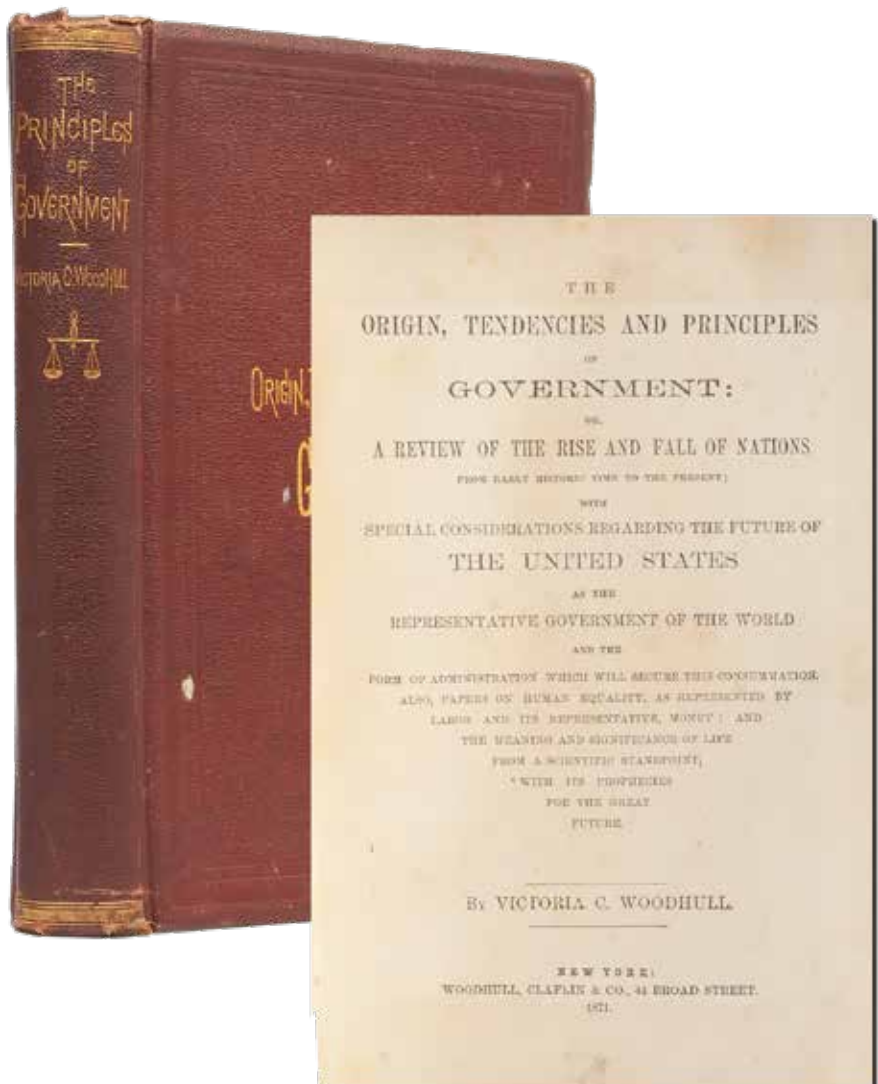 THE
PRINCIPLES
OF
GOVERNMENT
VICTORIA C. WOODHULL
ORIGIN, T
G
THE
ORIGIN, TENDENCIES AND PRINCIPLES
OF
GOVERNMENT:
OR,
A REVIEW OF THE RISE AND FALL OF NATIONS
FROM EARLY HISTORIC TIME TO THE PRESENT;
WITH
SPECIAL CONSIDERATIONS REGARDING THE FUTURE OF
THE UNITED STATES
AS THE
REPRESENTATIVE GOVERNMENT OF THE WORLD
AND THE
FORM OF ADMINISTRATION WHICH WILL SECURE THIS CONSUMMATION.
ALSO, PAPERS ON HUMAN EQUALITY, AS REPRESENTED BY
LABOR AND ITS REPRESENTATIVE, MONEY; AND
THE MEANING AND SIGNIFICANCE OF LIFE
FROM A SCIENTIFIC STANDPOINT,
WITH ITS PROPHECIES
FOR THE GREAT
FUTURE.
BY VICTORIA C. WOODHULL.
NEW YORK:
WOODHULL, CLAFLIN & CO., 44 BROAD STREET.
1871.